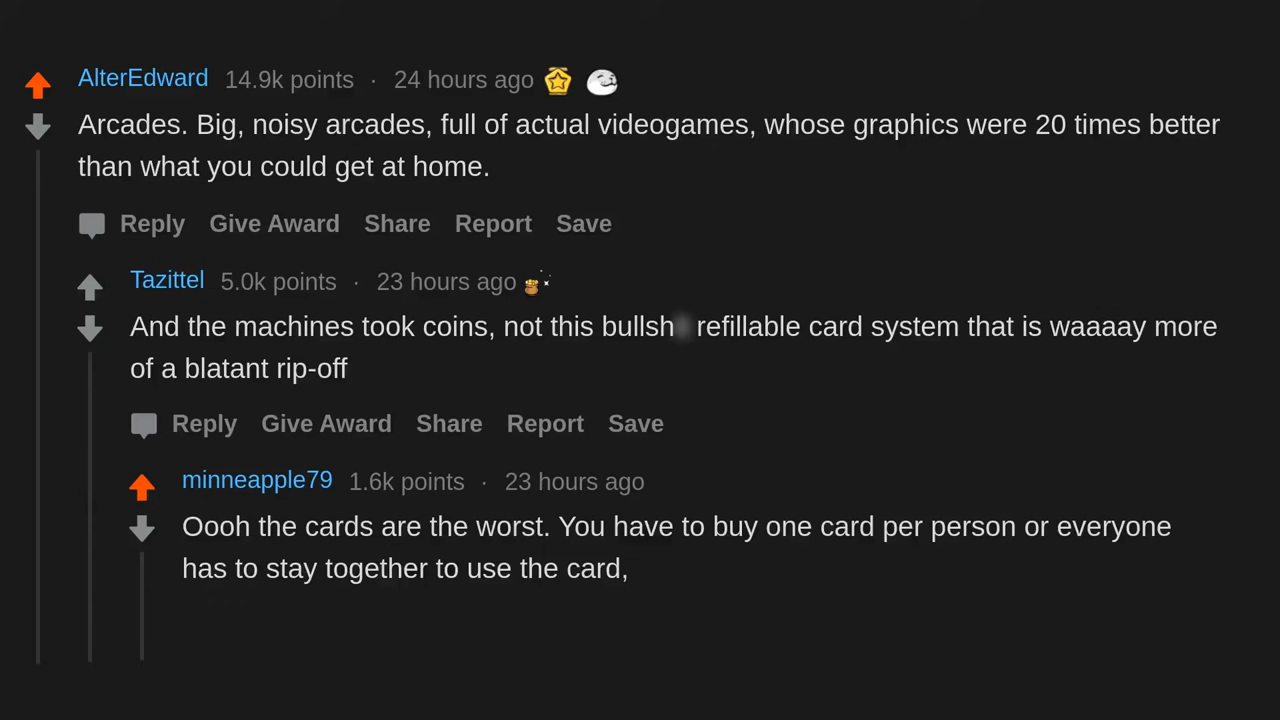 AlterEdward 14.9k points · 24 hours ago
Arcades. Big, noisy arcades, full of actual videogames, whose graphics were 20 times better
than what you could get at home.
Reply Give Award Share Report Save
Tazittel 5.0k points · 23 hours ago
And the machines took coins, not this bullsh refillable card system that is waaaay more
of a blatant rip-off
Reply Give Award Share Report Save
minneapple79 1.6k points · 23 hours ago
Oooh the cards are the worst. You have to buy one card per person or everyone
has to stay together to use the card,